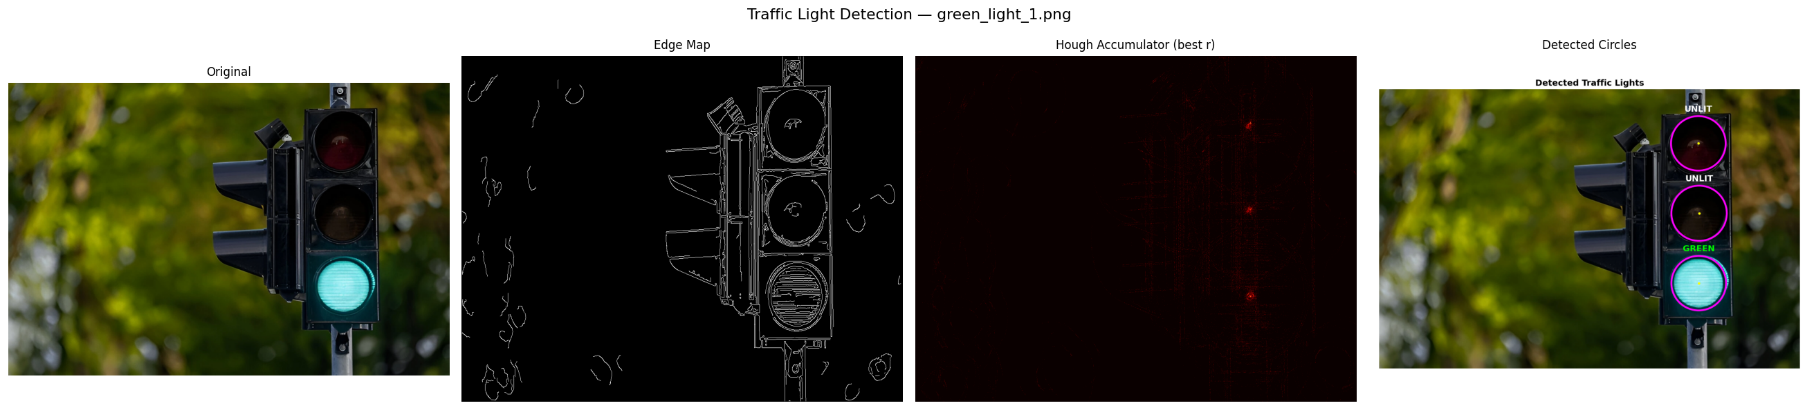 Traffic Light Detection — green_light_1.png
Original
Edge Map
Hough Accumulator (best r)
Detected Circles
Detected Traffic Lights
UNLIT
UNLIT
GREEN